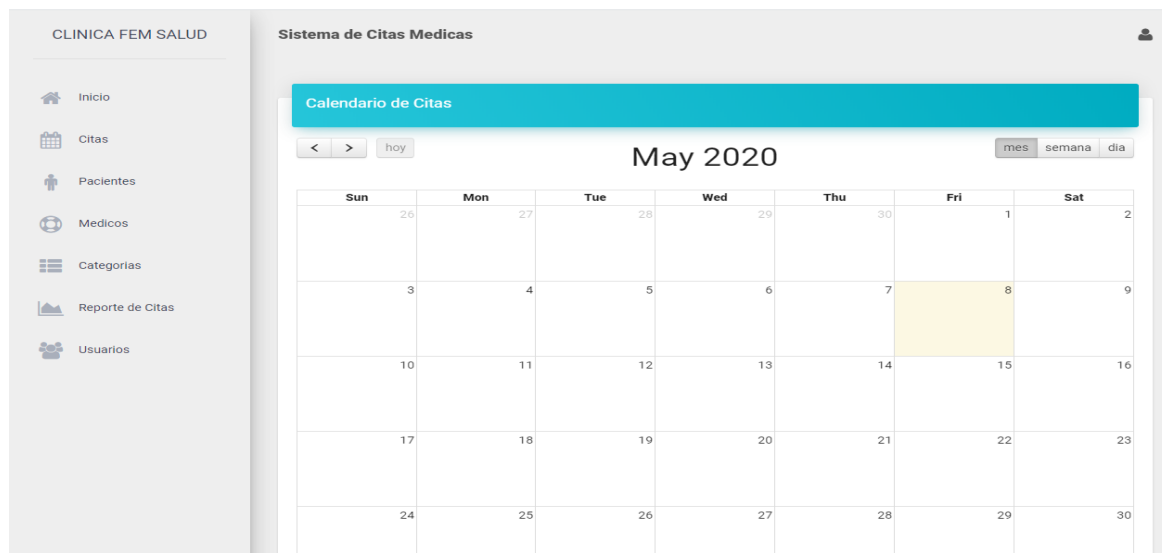 CLINICA FEM SALUD
Sistema de Citas Medicas
Inicio
Citas
Pacientes
Medicos
Categorias
Reporte de Citas
Usuarios
Calendario de Citas
< > hoy
May 2020
mes semana dia
Sun Mon Tue Wed Thu Fri Sat
26 27 28 29 30 1 2
3 4 5 6 7 8 9
10 11 12 13 14 15 16
17 18 19 20 21 22 23
24 25 26 27 28 29 30